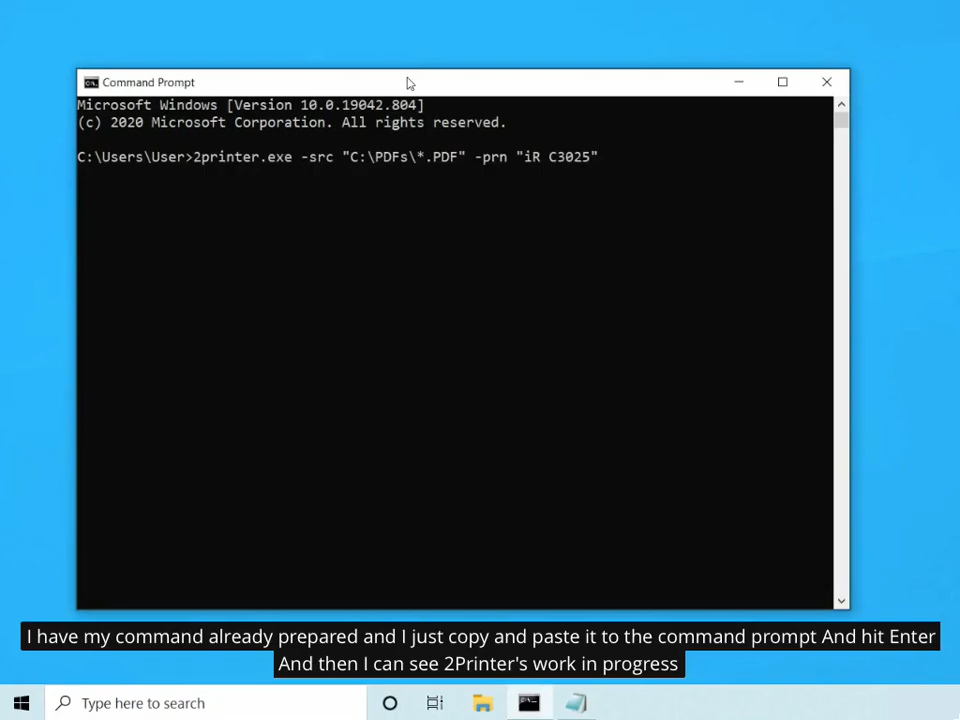 Command Prompt
Microsoft Windows [Version 10.0.19042.804]
(c) 2020 Microsoft Corporation. All rights reserved.
C:\Users\User>2printer.exe -src "C:\PDFs\*.PDF" -prn "iR C3025"
I have my command already prepared and I just copy and paste it to the command prompt And hit Enter
And then I can see 2Printer's work in progress
Type here to search